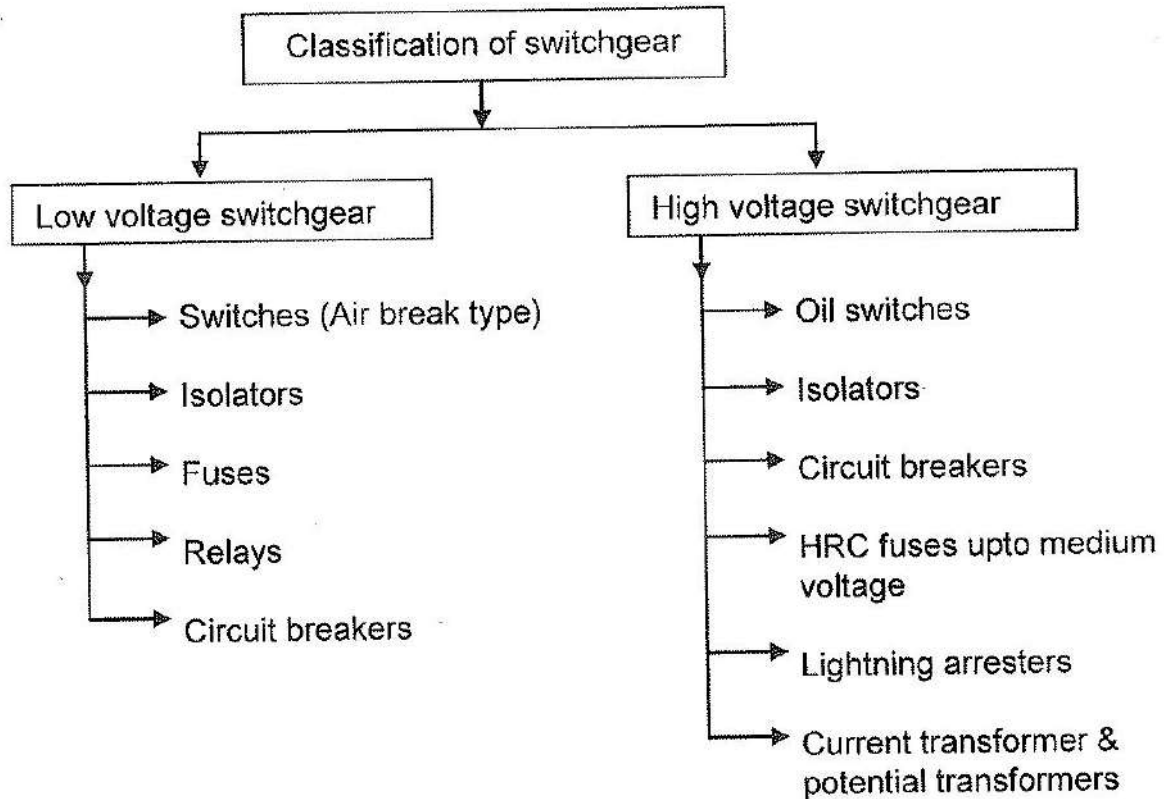 Classification of switchgear
Low voltage switchgear
Switches (Air break type)
Isolators
Fuses
Relays
Circuit breakers
High voltage switchgear
Oil switches
Isolators
Circuit breakers
HRC fuses upto medium
voltage
Lightning arresters
Current transformer &
potential transformers